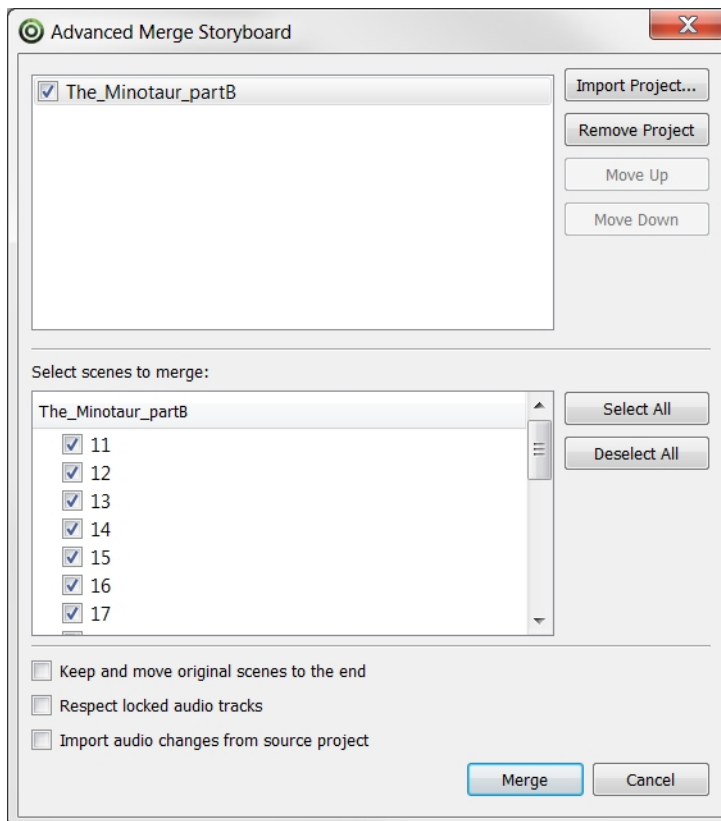 Advanced Merge Storyboard
The_Minotaur_partB
Import Project...
Remove Project
Move Up
Move Down
Select scenes to merge:
The_Minotaur_partB
11
12
13
14
15
16
17
Select All
Deselect All
Keep and move original scenes to the end
Respect locked audio tracks
Import audio changes from source project
Merge
Cancel